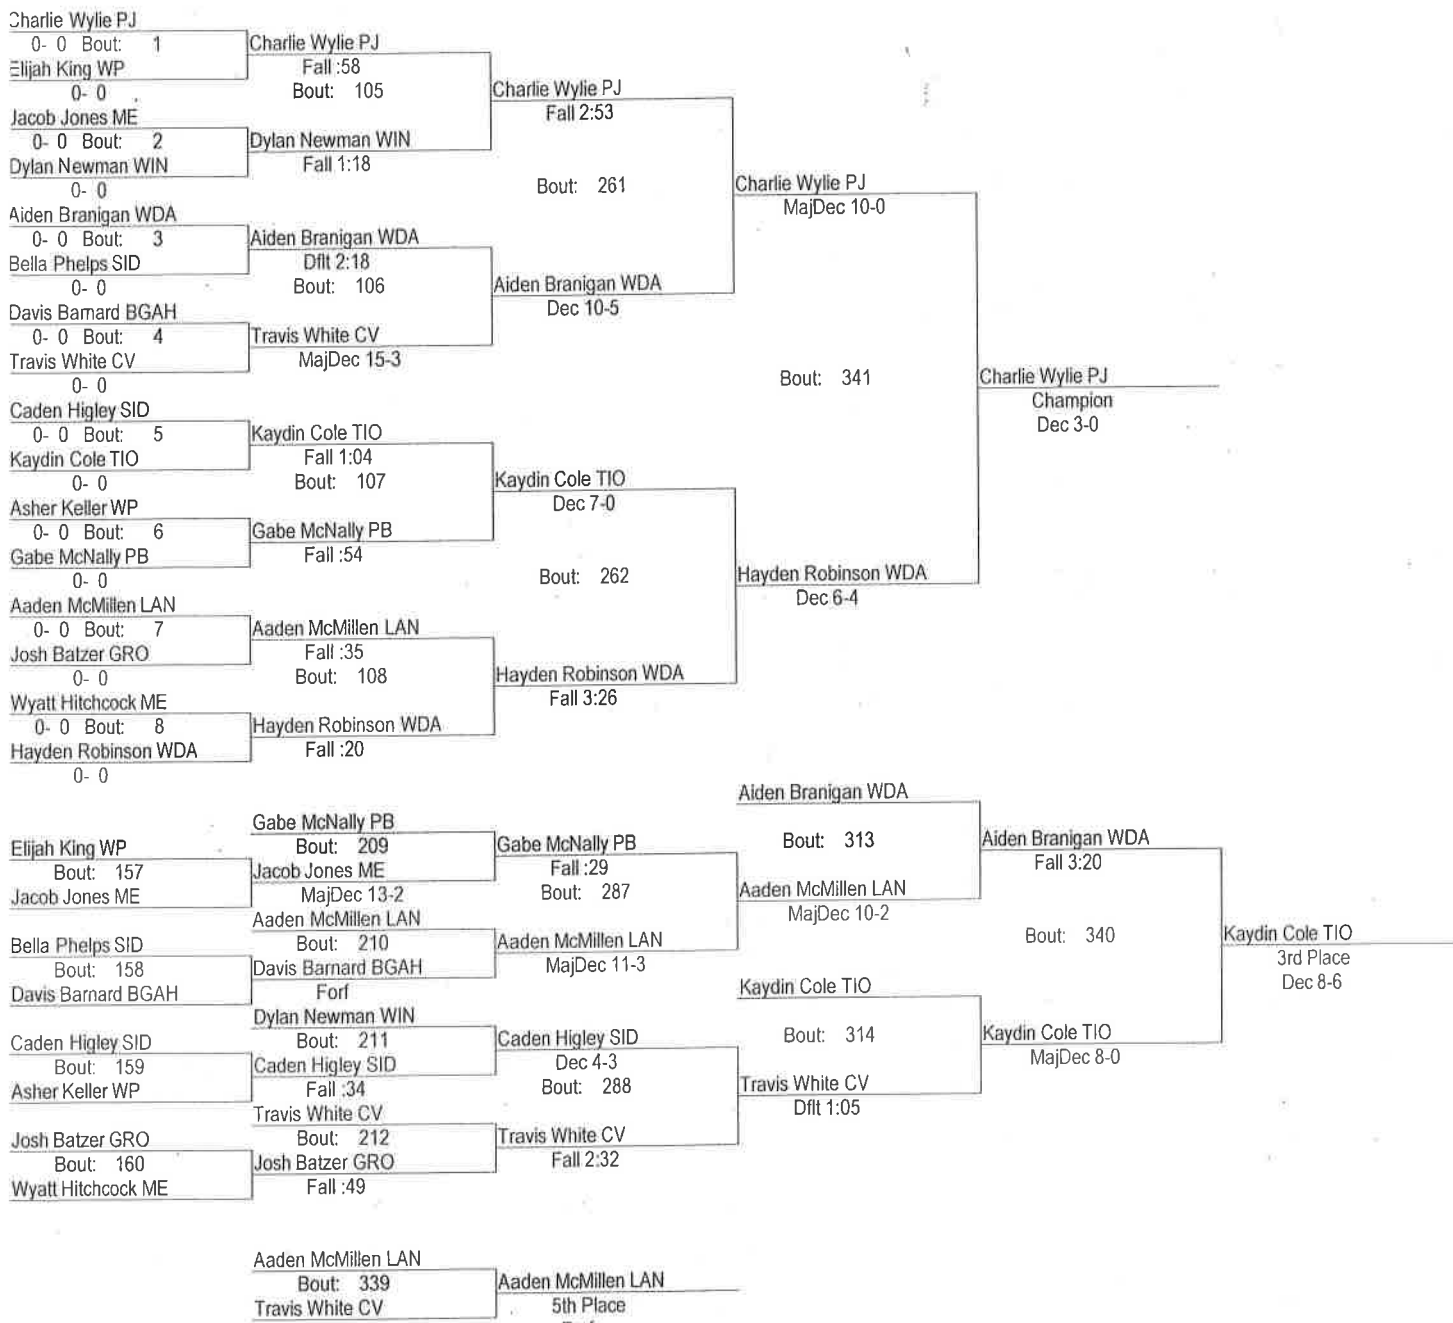 Charlie Wylie PJ
0- 0 Bout: 1
Elijah King WP
0- 0
Jacob Jones ME
0- 0 Bout: 2
Dylan Newman WIN
0- 0
Aiden Branigan WDA
0- 0 Bout: 3
Bella Phelps SID
0- 0
Davis Barnard BGAH
0- 0 Bout: 4
Travis White CV
0- 0
Caden Higley SID
0- 0 Bout: 5
Kaydin Cole TIO
0- 0
Asher Keller WP
0- 0 Bout: 6
Gabe McNally PB
0- 0
Aaden McMillen LAN
0- 0 Bout: 7
Josh Batzer GRO
0- 0
Wyatt Hitchcock ME
0- 0 Bout: 8
Hayden Robinson WDA
0- 0
Charlie Wylie PJ
Fall :58
Bout: 105
Dylan Newman WIN
Fall 1:18
Aiden Branigan WDA
Dflt 2:18
Bout: 106
Travis White CV
MajDec 15-3
Kaydin Cole TIO
Fall 1:04
Bout: 107
Gabe McNally PB
Fall :54
Aaden McMillen LAN
Fall :35
Bout: 108
Hayden Robinson WDA
Fall :20
Charlie Wylie PJ
Fall 2:53
Bout: 261
Aiden Branigan WDA
Dec 10-5
Kaydin Cole TIO
Dec 7-0
Bout: 262
Hayden Robinson WDA
Fall 3:26
Charlie Wylie PJ
MajDec 10-0
Bout: 341
Hayden Robinson WDA
Dec 6-4
Charlie Wylie PJ
Champion
Dec 3-0
Elijah King WP
Bout: 157
Jacob Jones ME
Bella Phelps SID
Bout: 158
Davis Barnard BGAH
Caden Higley SID
Bout: 159
Asher Keller WP
Josh Batzer GRO
Bout: 160
Wyatt Hitchcock ME
Gabe McNally PB
Bout: 209
Jacob Jones ME
MajDec 13-2
Aaden McMillen LAN
Bout: 210
Davis Barnard BGAH
Forf
Dylan Newman WIN
Bout: 211
Caden Higley SID
Fall :34
Travis White CV
Bout: 212
Josh Batzer GRO
Fall :49
Gabe McNally PB
Fall :29
Bout: 287
Aaden McMillen LAN
MajDec 11-3
Caden Higley SID
Dec 4-3
Bout: 288
Travis White CV
Fall 2:32
Aiden Branigan WDA
Bout: 313
Aaden McMillen LAN
MajDec 10-2
Kaydin Cole TIO
Bout: 314
Travis White CV
Dflt 1:05
Aiden Branigan WDA
Fall 3:20
Bout: 340
Kaydin Cole TIO
MajDec 8-0
Kaydin Cole TIO
3rd Place
Dec 8-6
Aaden McMillen LAN
Bout: 339
Travis White CV
Aaden McMillen LAN
5th Place